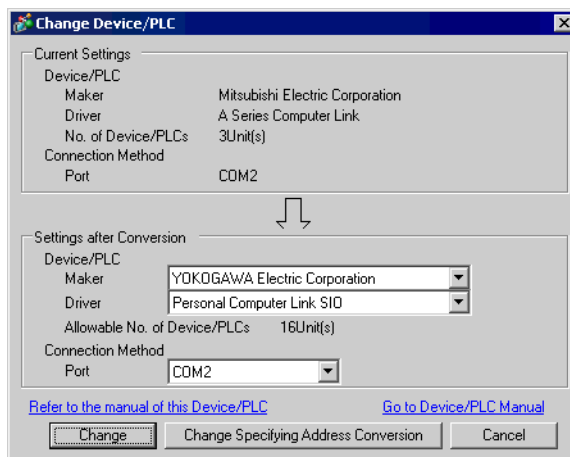 Change Device/PLC
Current Settings
Device/PLC
Maker Mitsubishi Electric Corporation
Driver A Series Computer Link
No. of Device/PLCs 3Unit(s)
Connection Method
Port COM2
Settings after Conversion
Device/PLC
Maker YOKOGAWA Electric Corporation
Driver Personal Computer Link SIO
Allowable No. of Device/PLCs 16Unit(s)
Connection Method
Port COM2
Refer to the manual of this Device/PLC Go to Device/PLC Manual
Change Change Specifying Address Conversion Cancel